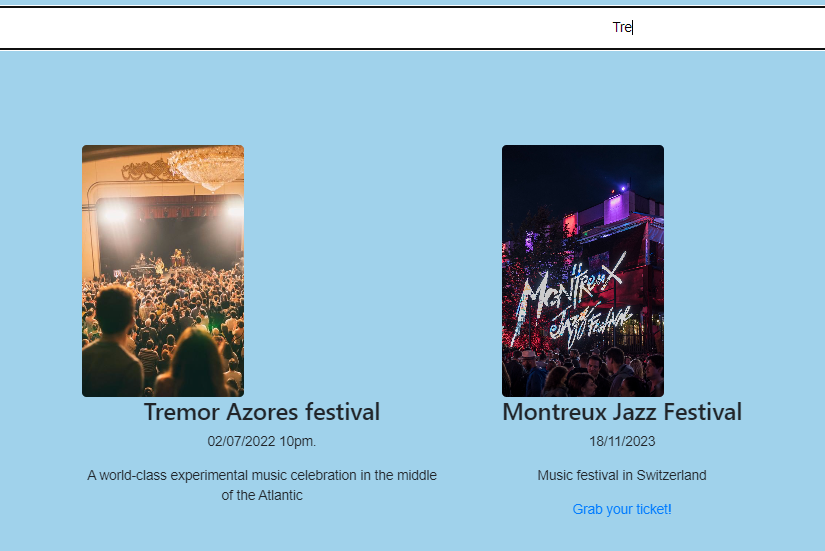 Tre
MONTREUX
JAZZ FESTIVAL
Tremor Azores festival
02/07/2022 10pm.
A world-class experimental music celebration in the middle
of the Atlantic
Montreux Jazz Festival
18/11/2023
Music festival in Switzerland
Grab your ticket!